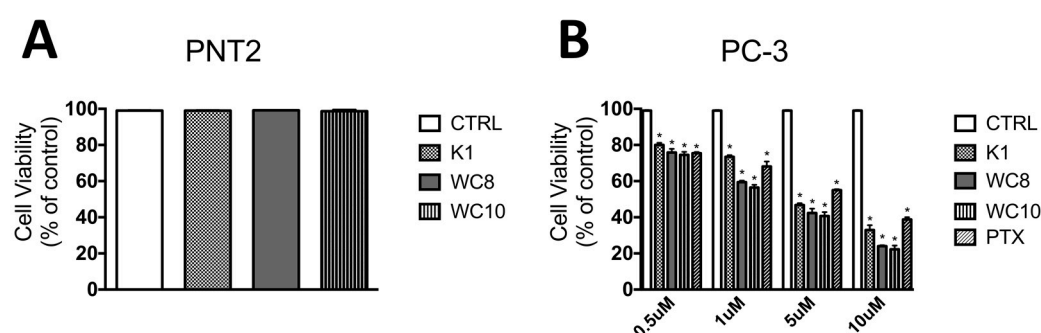 A
PNT2
Cell Viability
(% of control)
100
80
60
40
20
0
CTRL
K1
WC8
WC10
B
PC-3
Cell Viability
(% of control)
100
80
60
40
20
0
* * * *
* * * *
* * * *
* * * *
0.5uM
1uM
5uM
10uM
CTRL
K1
WC8
WC10
PTX